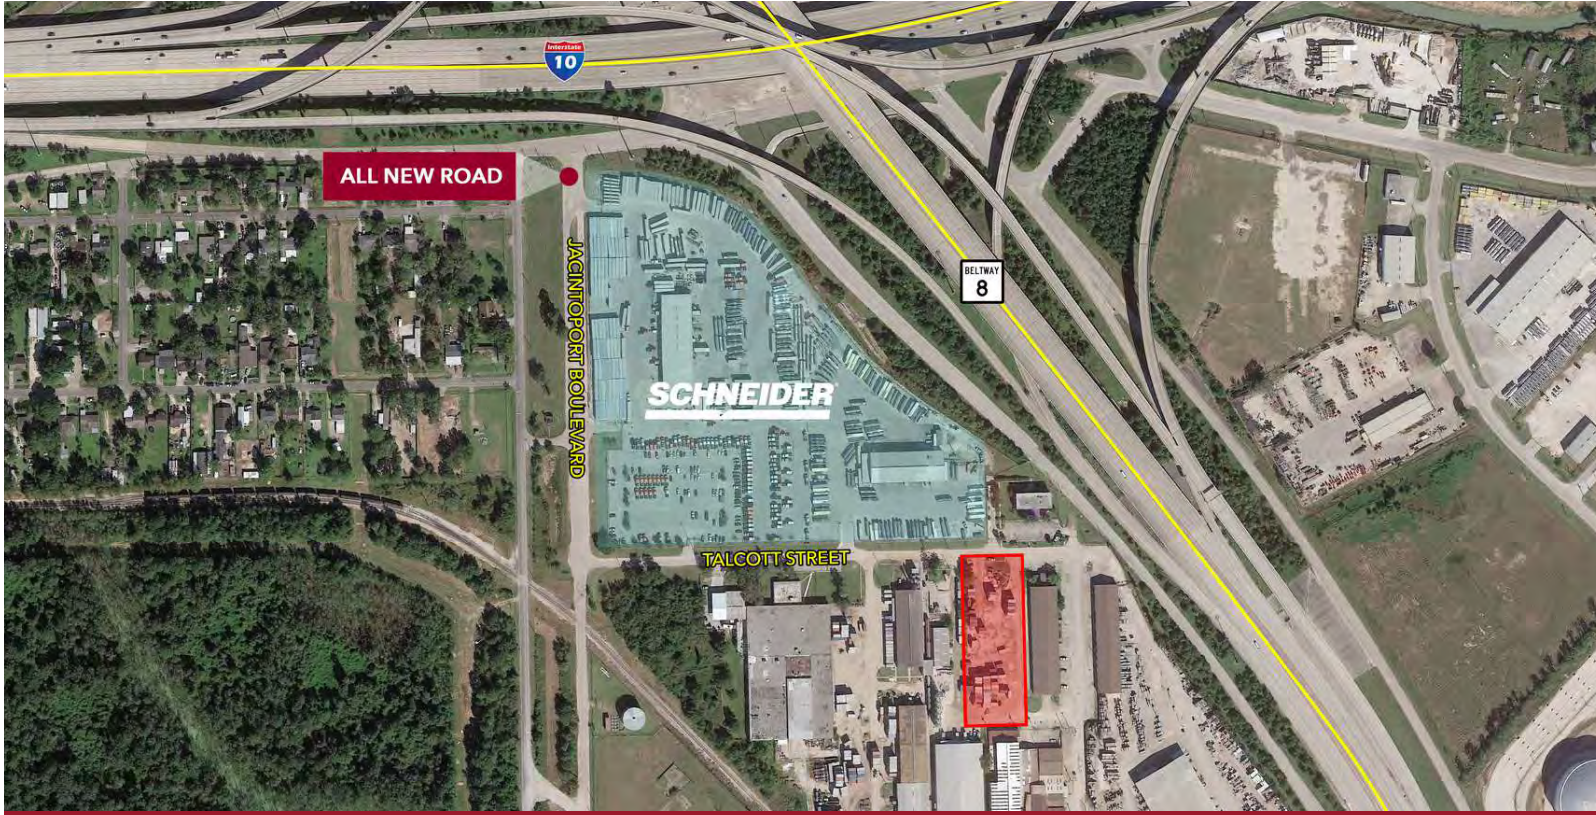 Interstate
10
ALL NEW ROAD
JACINTOPORT BOULEVARD
BELTWAY
8
SCHNEIDER
TALCOTT STREET